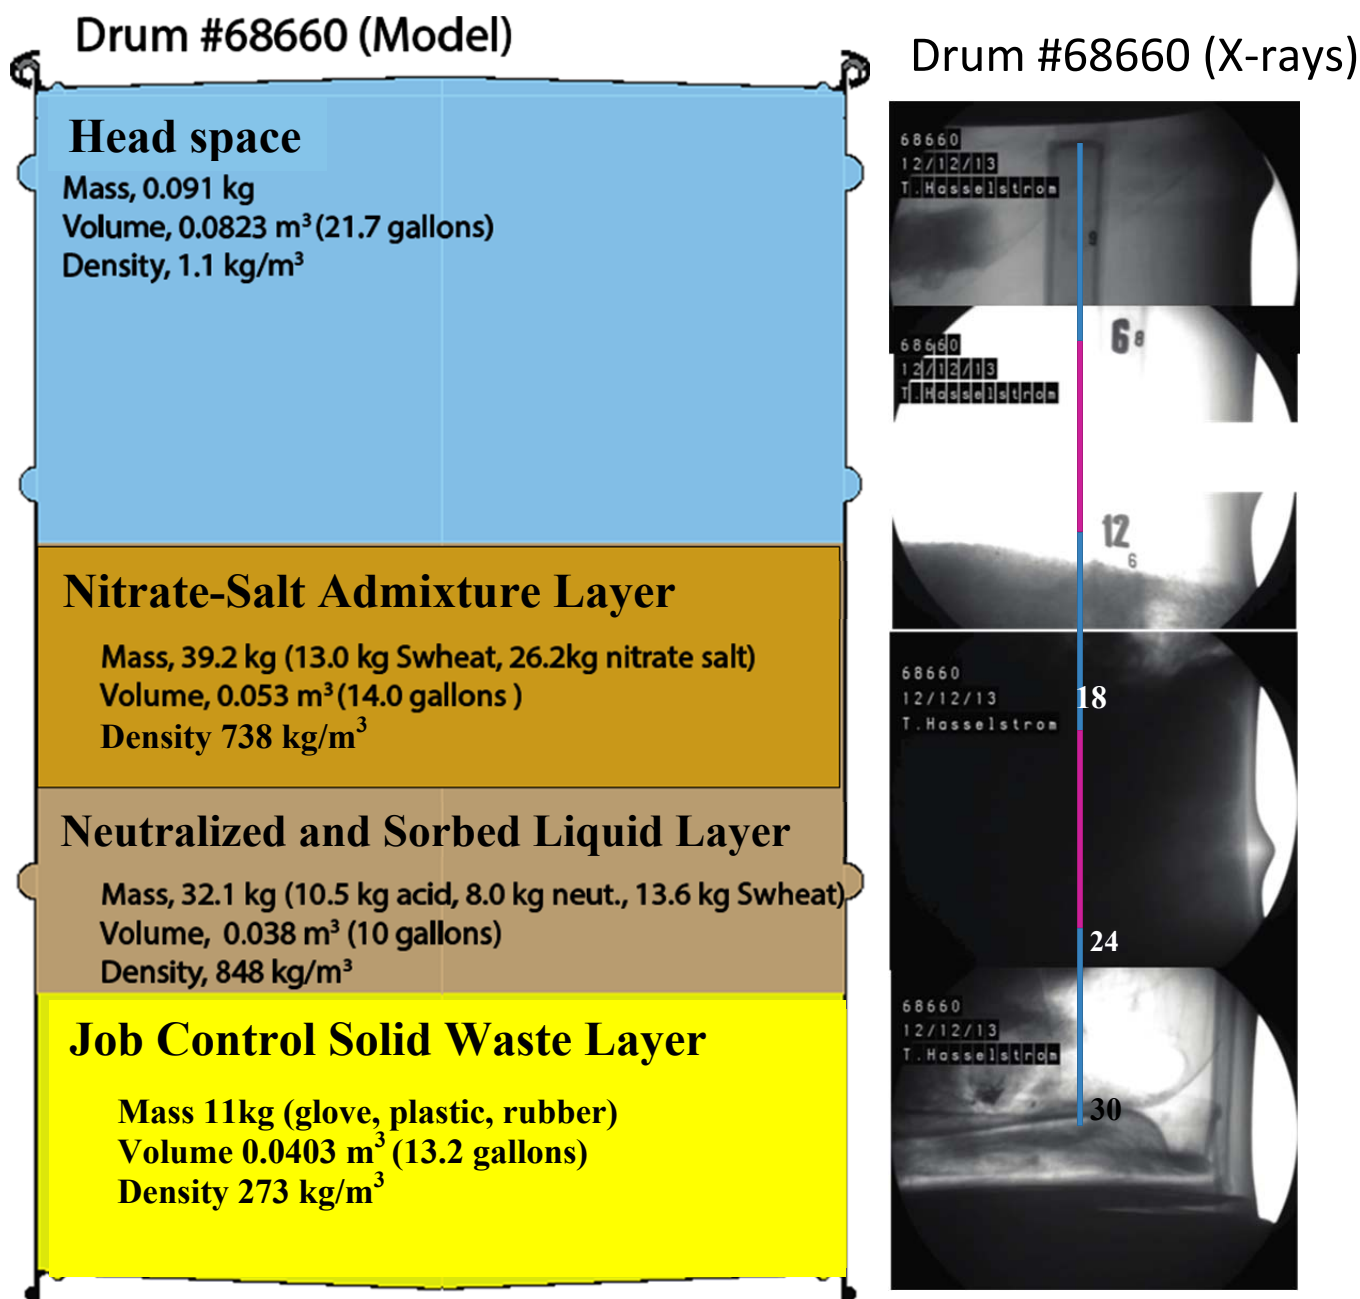 Drum #68660 (Model)
Head space
Mass, 0.091 kg
Volume, 0.0823 m³ (21.7 gallons)
Density, 1.1 kg/m³
Nitrate-Salt Admixture Layer
Mass, 39.2 kg (13.0 kg Swheat, 26.2kg nitrate salt)
Volume, 0.053 m³ (14.0 gallons )
Density 738 kg/m³
Neutralized and Sorbed Liquid Layer
Mass, 32.1 kg (10.5 kg acid, 8.0 kg neut., 13.6 kg Swheat)
Volume, 0.038 m³ (10 gallons)
Density, 848 kg/m³
Job Control Solid Waste Layer
Mass 11kg (glove, plastic, rubber)
Volume 0.0403 m³ (13.2 gallons)
Density 273 kg/m³
Drum #68660 (X-rays)
68660
12/12/13
T.Hasselstrom
9
68660
12/12/13
T.Hasselstrom
6 8
12
6
68660
12/12/13
T.Hasselstrom
18
24
68660
12/12/13
T.Hasselstrom
30